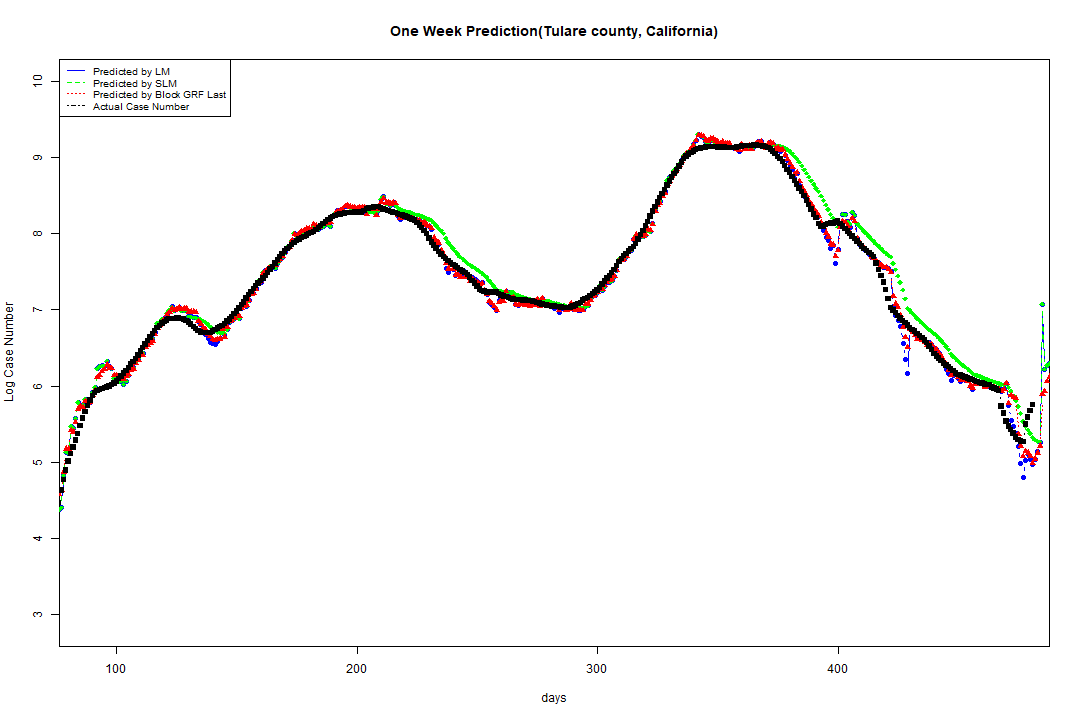 One Week Prediction(Tulare county, California)
Predicted by LM
Predicted by SLM
Predicted by Block GRF Last
Actual Case Number
10
9
8
7
6
5
4
3
Log Case Number
100 200 300 400
days